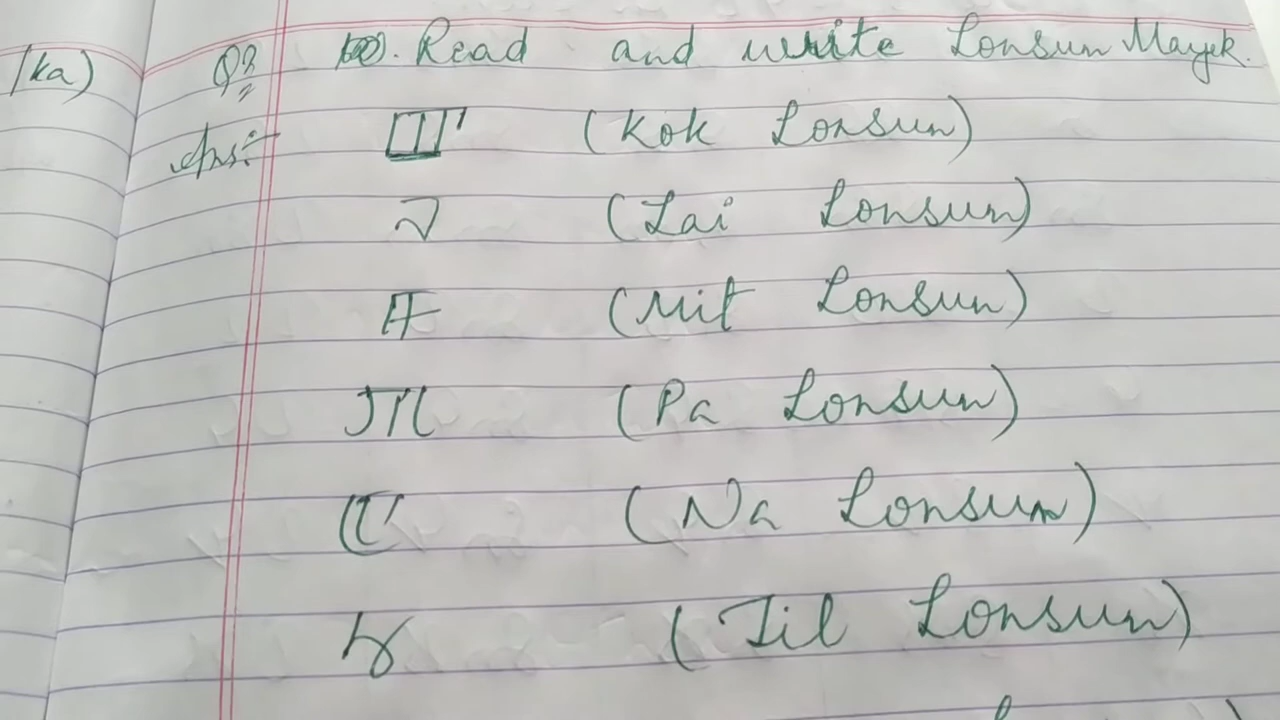 (ka) Q3 Read and write Lonsum Mayek.
Ans:- ꯛ (Kok Lonsum)
ꯜ (Lai Lonsum)
ꯝ (Mit Lonsum)
ꯞ (Pa Lonsum)
ꯟ (Na Lonsum)
ꯠ (Til Lonsum)